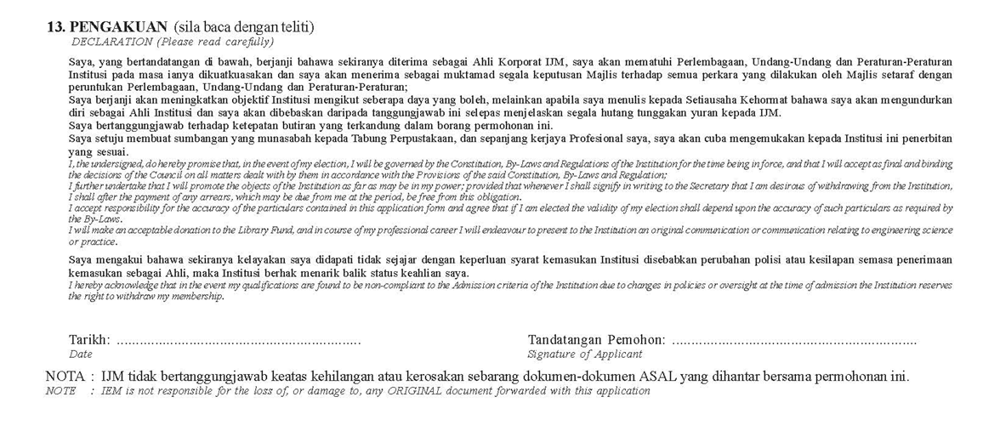 13. PENGAKUAN (sila baca dengan teliti)
DECLARATION (Please read carefully)
Saya, yang bertandatangan di bawah, berjanji bahawa sekiranya diterima sebagai Ahli Korporat IJM, saya akan mematuhi Perlembagaan, Undang-Undang dan Peraturan-Peraturan
Institusi pada masa ianya dikuatkuasakan dan saya akan menerima sebagai muktamad segala keputusan Majlis terhadap semua perkara yang dilakukan oleh Majlis setaraf dengan
peruntukan Perlembagaan, Undang-Undang dan Peraturan-Peraturan;
Saya berjanji akan meningkatkan objektif Institusi mengikut seberapa daya yang boleh, melainkan apabila saya menulis kepada Setiausaha Kehormat bahawa saya akan mengundurkan
diri sebagai Ahli Institusi dan saya akan dibebaskan daripada tanggungjawab ini selepas menjelaskan segala hutang tunggakan yuran kepada IJM.
Saya bertanggungjawab terhadap ketepatan butiran yang terkandung dalam borang permohonan ini.
Saya setuju membuat sumbangan yang munasabah kepada Tabung Perpustakaan, dan sepanjang kerjaya Profesional saya, saya akan cuba mengemukakan kepada Institusi ini penerbitan
yang sesuai.
I, the undersigned, do hereby promise that, in the event of my election, I will be governed by the Constitution, By-Laws and Regulations of the Institution for the time being in force, and that I will accept as final and binding
the decisions of the Council on all matters dealt with by them in accordance with the Provisions of the said Constitution, By-Laws and Regulation;
I further undertake that I will promote the objects of the Institution as far as may be in my power; provided that whenever I shall signify in writing to the Secretary that I am desirous of withdrawing from the Institution,
I shall after the payment of any arrears, which may be due from me at the period, be free from this obligation.
I accept responsibility for the accuracy of the particulars contained in this application form and agree that if I am elected the validity of my election shall depend upon the accuracy of such particulars as required by
the By-Laws.
I will make an acceptable donation to the Library Fund, and in course of my professional career I will endeavour to present to the Institution an original communication or communication relating to engineering science
or practice.
Saya mengakui bahawa sekiranya kelayakan saya didapati tidak sejajar dengan keperluan syarat kemasukan Institusi disebabkan perubahan polisi atau kesilapan semasa penerimaan
kemasukan sebagai Ahli, maka Institusi berhak menarik balik status keahlian saya.
I hereby acknowledge that in the event my qualifications are found to be non-compliant to the Admission criteria of the Institution due to changes in policies or oversight at the time of admission the Institution reserves
the right to withdraw my membership.
Tarikh: ................................................................ Tandatangan Pemohon: ................................................................
Date Signature of Applicant
NOTA : IJM tidak bertanggungjawab keatas kehilangan atau kerosakan sebarang dokumen-dokumen ASAL yang dihantar bersama permohonan ini.
NOTE : IEM is not responsible for the loss of, or damage to, any ORIGINAL document forwarded with this application